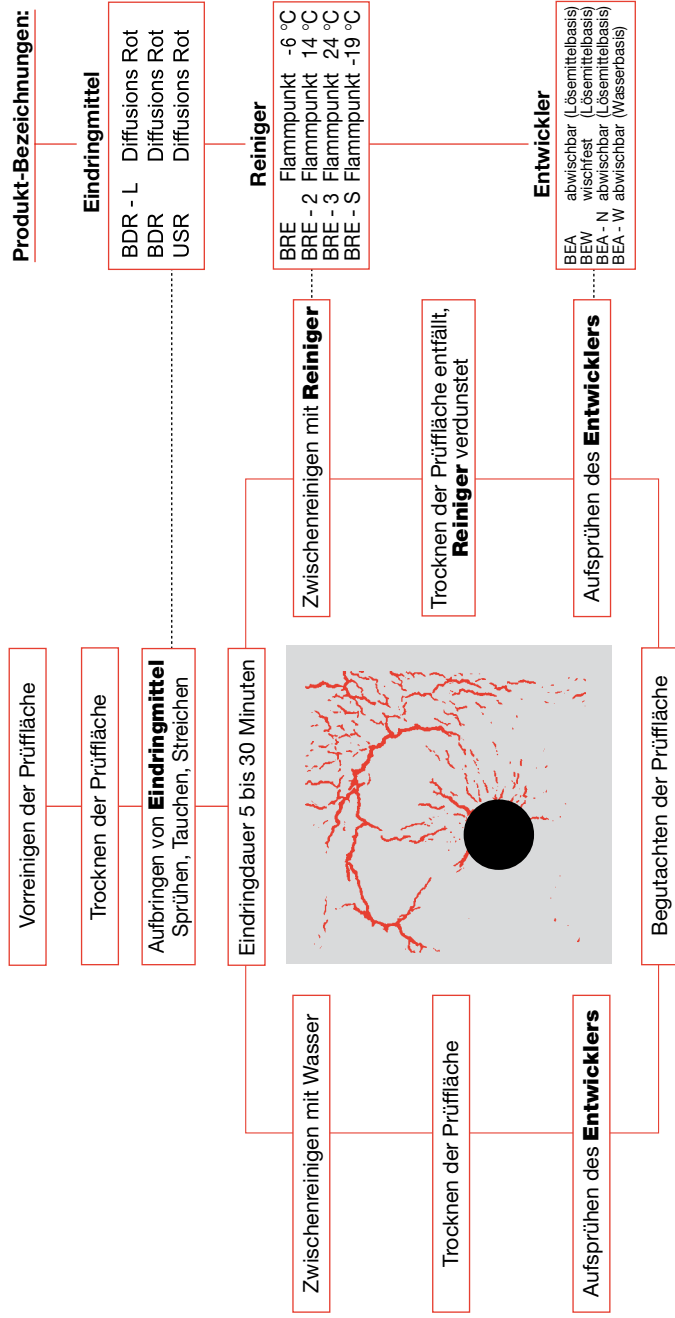 Vorreinigen der Prüffläche
Trocknen der Prüffläche
Aufbringen von Eindringmittel
Sprühen, Tauchen, Streichen
Eindringdauer 5 bis 30 Minuten
Zwischenreinigen mit Wasser
Trocknen der Prüffläche
Aufsprühen des Entwicklers
Zwischenreinigen mit Reiniger
Trocknen der Prüffläche entfällt,
Reiniger verdunstet
Aufsprühen des Entwicklers
Begutachten der Prüffläche
Produkt-Bezeichnungen:
Eindringmittel
BDR - L Diffusions Rot
BDR Diffusions Rot
USR Diffusions Rot
Reiniger
BRE Flammpunkt -6 °C
BRE - 2 Flammpunkt 14 °C
BRE - 3 Flammpunkt 24 °C
BRE - S Flammpunkt -19 °C
Entwickler
BEA abwischbar (Lösemittelbasis)
BEW wischfest (Lösemittelbasis)
BEA - N abwischbar (Lösemittelbasis)
BEA - W abwischbar (Wasserbasis)